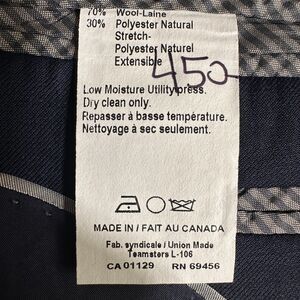 70% Wool-Laine
30% Polyester Natural
Stretch-
Polyester Naturel
Extensible
450
Low Moisture Utility press.
Dry clean only.
Repasser à basse température.
Nettoyage à sec seulement.
MADE IN / FAIT AU CANADA
Fab. syndicale / Union Made
Teamsters L-106
CA 01129 RN 69456